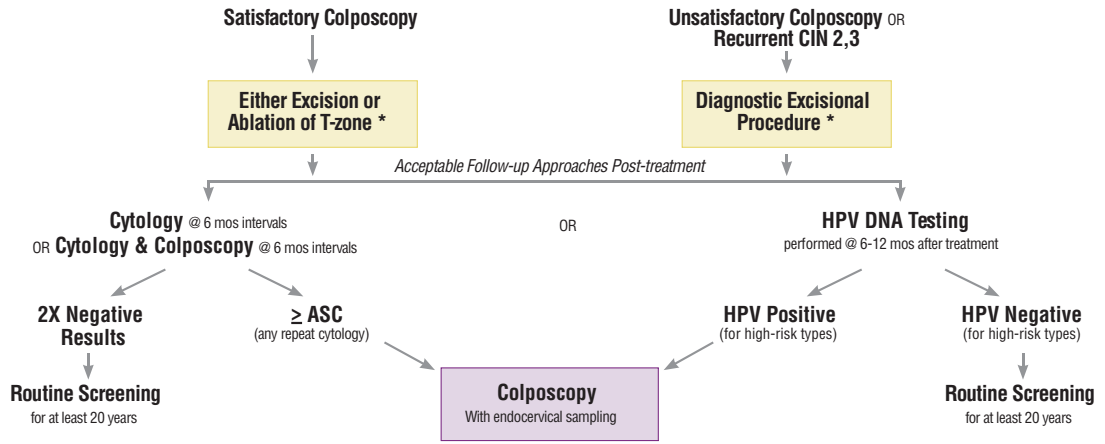 Satisfactory Colposcopy
Unsatisfactory Colposcopy OR
Recurrent CIN 2,3
Either Excision or
Ablation of T-zone *
Diagnostic Excisional
Procedure *
Acceptable Follow-up Approaches Post-treatment
Cytology @ 6 mos intervals
OR Cytology & Colposcopy @ 6 mos intervals
OR
HPV DNA Testing
performed @ 6-12 mos after treatment
2X Negative
Results
≥ ASC
(any repeat cytology)
HPV Positive
(for high-risk types)
HPV Negative
(for high-risk types)
Routine Screening
for at least 20 years
Colposcopy
With endocervical sampling
Routine Screening
for at least 20 years